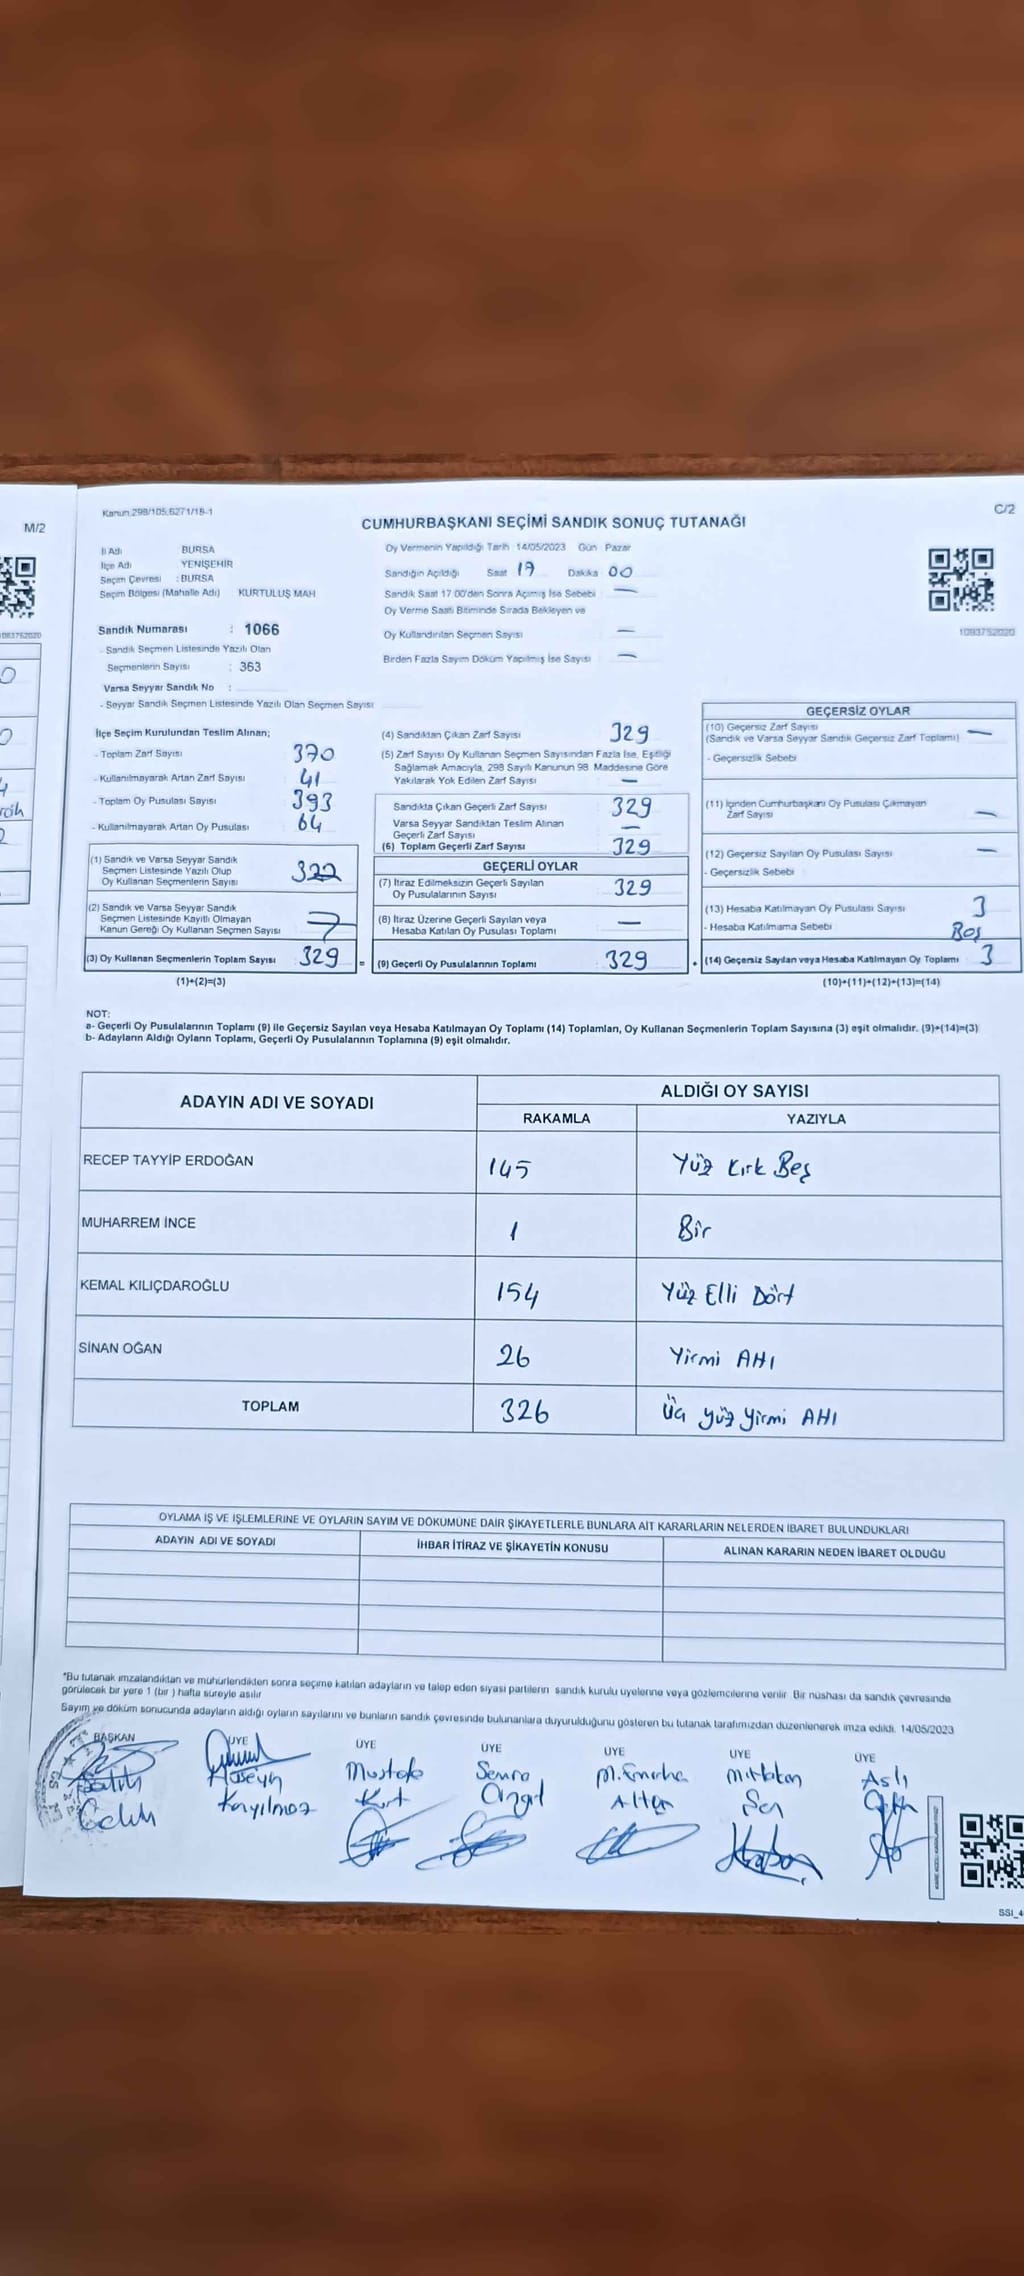 Kanun.298/105;6271/18-1
C/2
M/2
CUMHURBAŞKANI SEÇİMİ SANDIK SONUÇ TUTANAĞI
İli Adı BURSA
İlçe Adı YENİŞEHİR
Seçim Çevresi : BURSA
Seçim Bölgesi (Mahalle Adı) KURTULUŞ MAH
Oy Vermenin Yapıldığı Tarih 14/05/2023 Gün Pazar
Sandığın Açıldığı Saat 17 Dakika 00
Sandık Saat 17 00'den Sonra Açımış İse Sebebi —
Oy Verme Saati Bitiminde Sırada Bekleyen ve
Oy Kullandırılan Seçmen Sayısı —
Birden Fazla Sayım Döküm Yapılmış İse Sayısı —
1093752020
1093752020
Sandık Numarası : 1066
- Sandık Seçmen Listesinde Yazılı Olan
Seçmenlerin Sayısı : 363
Varsa Seyyar Sandık No :
- Seyyar Sandık Seçmen Listesinde Yazılı Olan Seçmen Sayısı
İlçe Seçim Kurulundan Teslim Alınan;
- Toplam Zarf Sayısı 370
- Kullanılmayarak Artan Zarf Sayısı 41
- Toplam Oy Pusulası Sayısı 393
- Kullanılmayarak Artan Oy Pusulası 64
(1) Sandık ve Varsa Seyyar Sandık
Seçmen Listesinde Yazılı Olup
Oy Kullanan Seçmenlerin Sayısı 322
(2) Sandık ve Varsa Seyyar Sandık
Seçmen Listesinde Kayıtlı Olmayan
Kanun Gereği Oy Kullanan Seçmen Sayısı 7
(3) Oy Kullanan Seçmenlerin Toplam Sayısı 329 =
(1)+(2)=(3)
(4) Sandıktan Çıkan Zarf Sayısı 329
(5) Zarf Sayısı Oy Kullanan Seçmen Sayısından Fazla İse, Eşitliği
Sağlamak Amacıyla, 298 Sayılı Kanunun 98 Maddesine Göre
Yakılarak Yok Edilen Zarf Sayısı —
Sandıkta Çıkan Geçerli Zarf Sayısı 329
Varsa Seyyar Sandıktan Teslim Alınan
Geçerli Zarf Sayısı —
(6) Toplam Geçerli Zarf Sayısı 329
GEÇERLİ OYLAR
(7) İtiraz Edilmeksizin Geçerli Sayılan
Oy Pusulalarının Sayısı 329
(8) İtiraz Üzerine Geçerli Sayılan veya
Hesaba Katılan Oy Pusulası Toplamı —
(9) Geçerli Oy Pusulalarının Toplamı 329
GEÇERSİZ OYLAR
(10) Geçersiz Zarf Sayısı
(Sandık ve Varsa Seyyar Sandık Geçersiz Zarf Toplamı) —
- Geçersizlik Sebebi
(11) İçinden Cumhurbaşkanı Oy Pusulası Çıkmayan
Zarf Sayısı —
(12) Geçersiz Sayılan Oy Pusulası Sayısı —
- Geçersizlik Sebebi
(13) Hesaba Katılmayan Oy Pusulası Sayısı 3
- Hesaba Katılmama Sebebi Boş
(14) Geçersiz Sayılan veya Hesaba Katılmayan Oy Toplamı 3
(10)+(11)+(12)+(13)=(14)
NOT:
a- Geçerli Oy Pusulalarının Toplamı (9) ile Geçersiz Sayılan veya Hesaba Katılmayan Oy Toplamı (14) Toplamları, Oy Kullanan Seçmenlerin Toplam Sayısına (3) eşit olmalıdır. (9)+(14)=(3)
b- Adayların Aldığı Oyların Toplamı, Geçerli Oy Pusulalarının Toplamına (9) eşit olmalıdır.
ADAYIN ADI VE SOYADI
ALDIĞI OY SAYISI
RAKAMLA YAZIYLA
RECEP TAYYİP ERDOĞAN 145 Yüz Kırk Beş
MUHARREM İNCE 1 Bir
KEMAL KILIÇDAROĞLU 154 Yüz Elli Dört
SİNAN OĞAN 26 Yirmi Altı
TOPLAM 326 Üç yüz yirmi Altı
OYLAMA İŞ VE İŞLEMLERİNE VE OYLARIN SAYIM VE DÖKÜMÜNE DAİR ŞİKAYETLERLE BUNLARA AİT KARARLARIN NELERDEN İBARET BULUNDUKLARI
ADAYIN ADI VE SOYADI İHBAR İTİRAZ VE ŞİKAYETİN KONUSU ALINAN KARARIN NEDEN İBARET OLDUĞU
*Bu tutanak imzalandıktan ve mühürlendikten sonra seçime katılan adayların ve talep eden siyasi partilerin sandık kurulu üyelerine veya gözlemcilerine verilir Bir nüshası da sandık çevresinde
görülecek bir yere 1 (bir ) hafta süreyle asılır
Sayım ve döküm sonucunda adayların aldığı oyların sayılarını ve bunların sandık çevresinde bulunanlara duyurulduğunu gösteren bu tutanak tarafımızdan düzenlenerek imza edildi. 14/05/2023
BAŞKAN ÜYE ÜYE ÜYE ÜYE ÜYE ÜYE
Hüseyin Mustafa Aslı
Kayılmaz Kurt